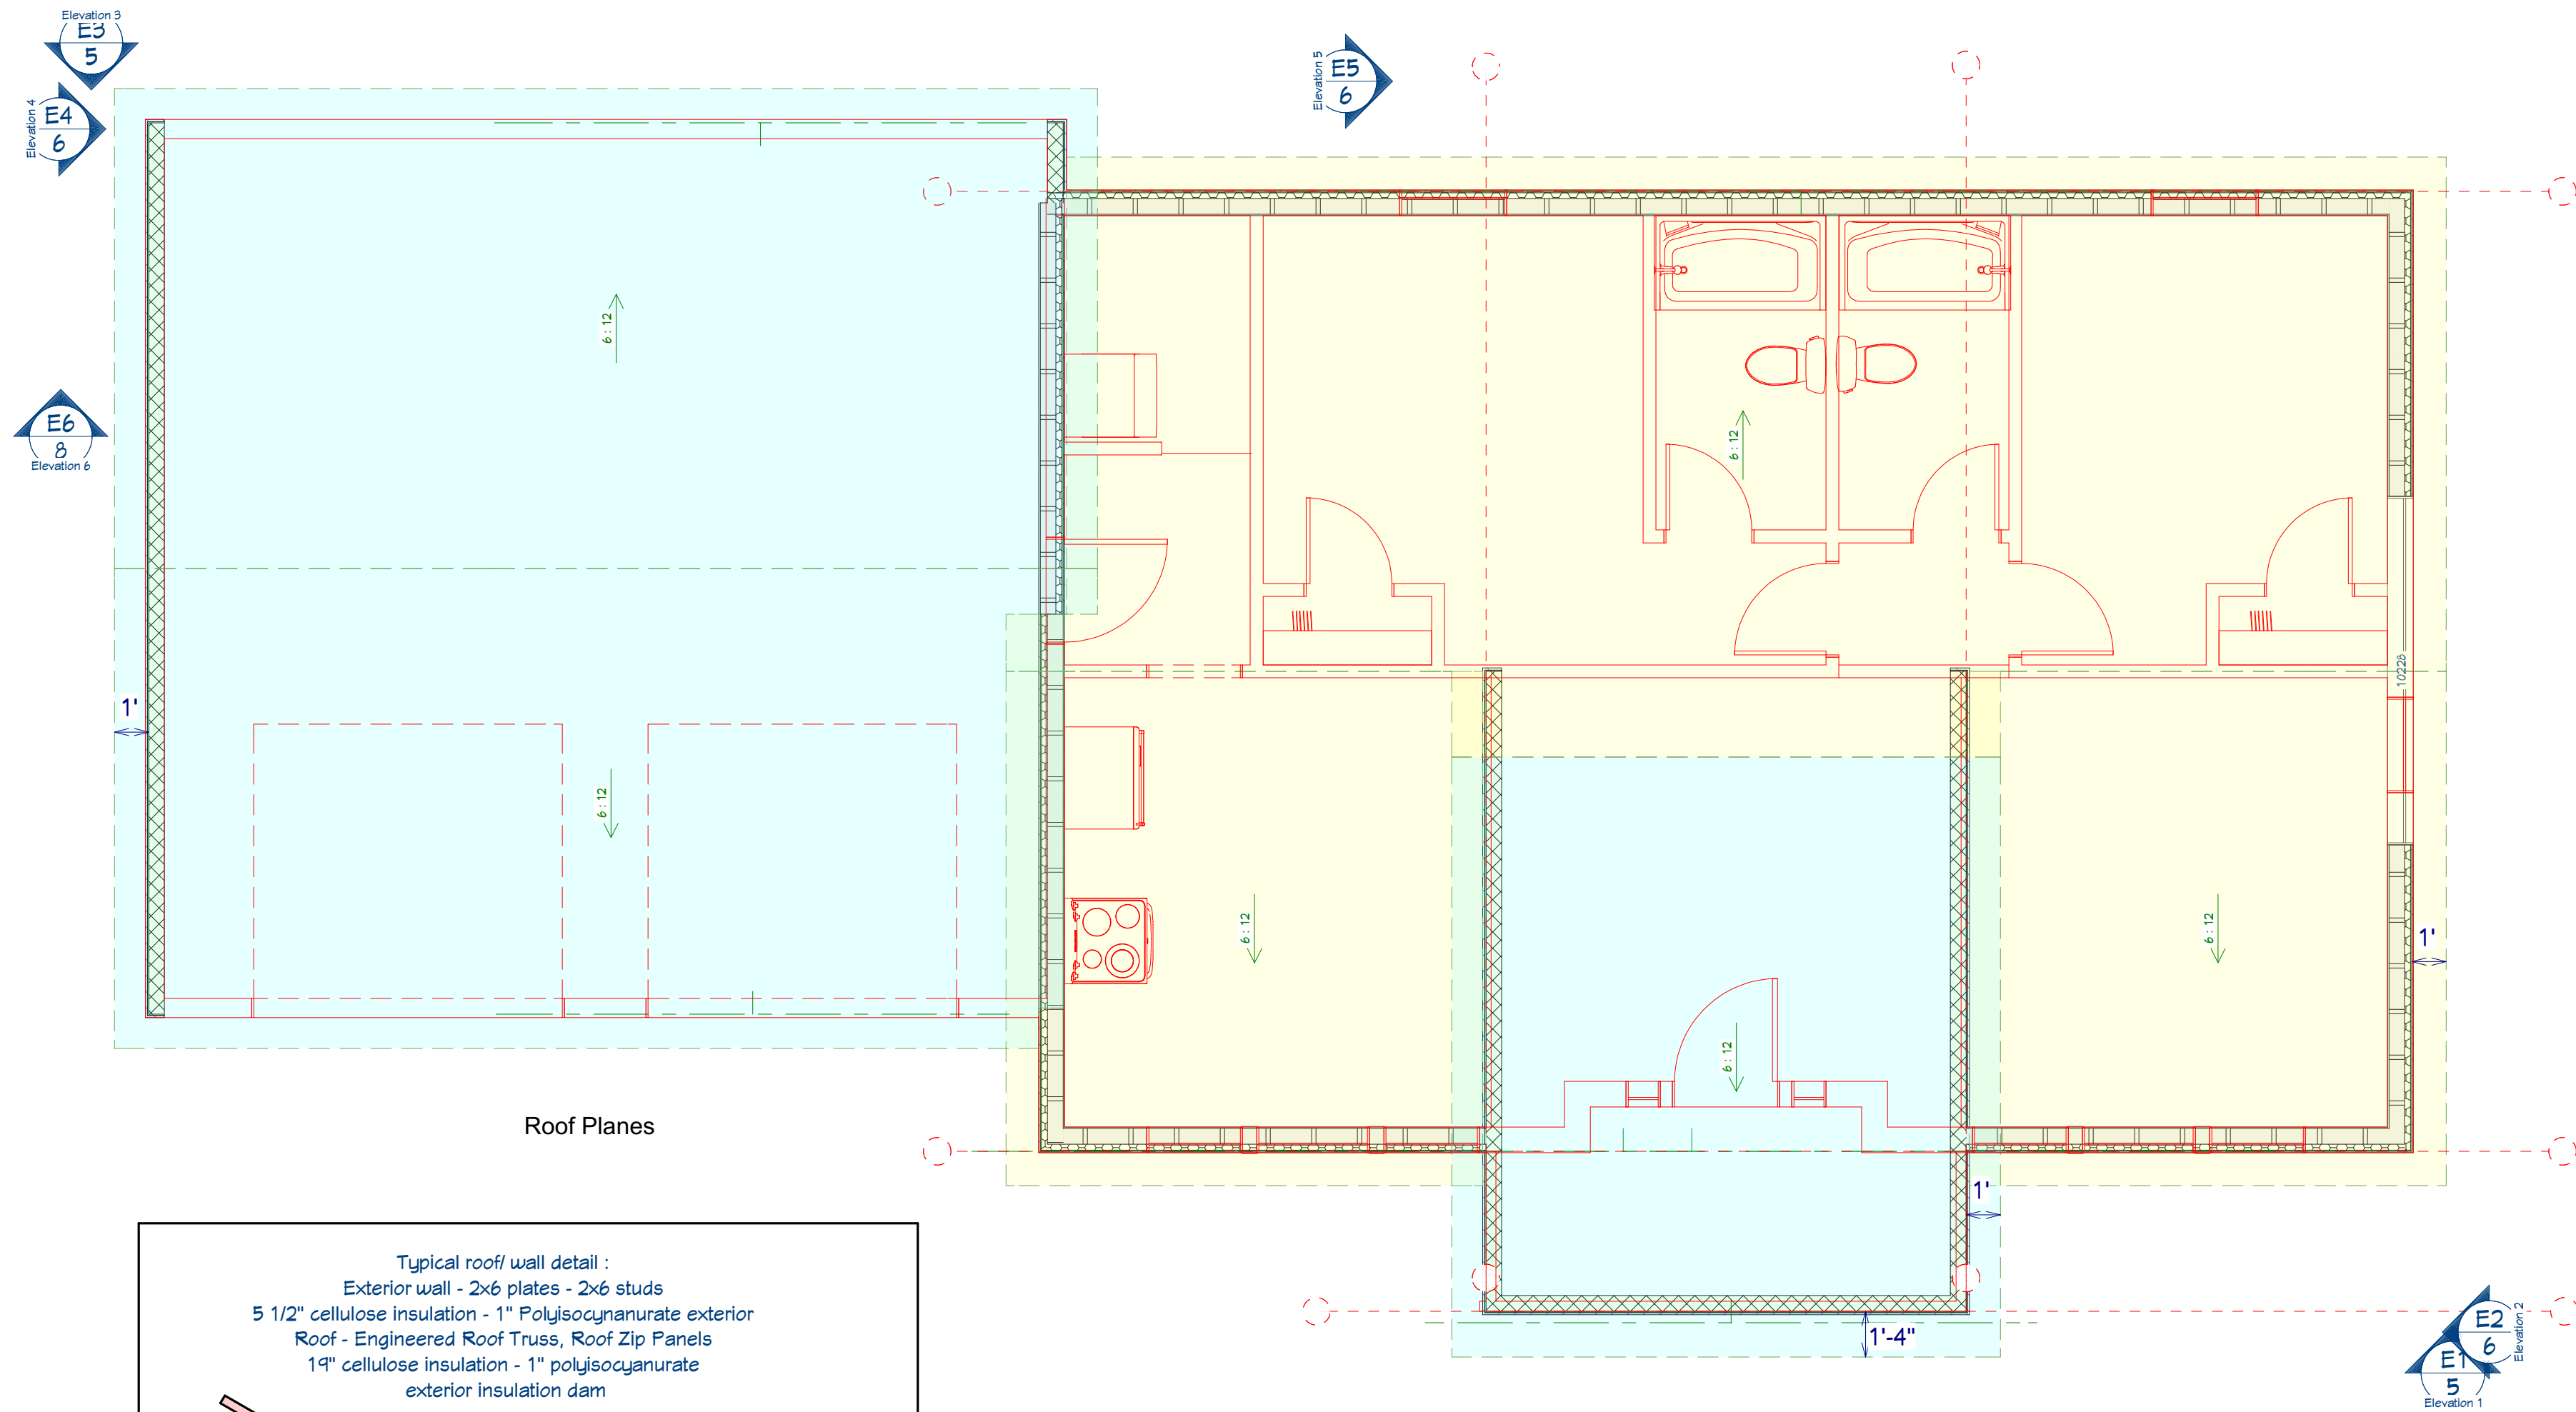 Elevation 3
E3
5
Elevation 4
E4
6
Elevation 5
E5
6
E6
8
Elevation 6
6 : 12
6 : 12
10228
1'
6 : 12
6 : 12
6 : 12
1'
6 : 12
Roof Planes
1'
Typical roof/ wall detail :
Exterior wall - 2x6 plates - 2x6 studs
5 1/2" cellulose insulation - 1" Polyisocynanurate exterior
Roof - Engineered Roof Truss, Roof Zip Panels
19" cellulose insulation - 1" polyisocyanurate
exterior insulation dam
1'-4"
E2
6
Elevation 2
E1
5
Elevation 1